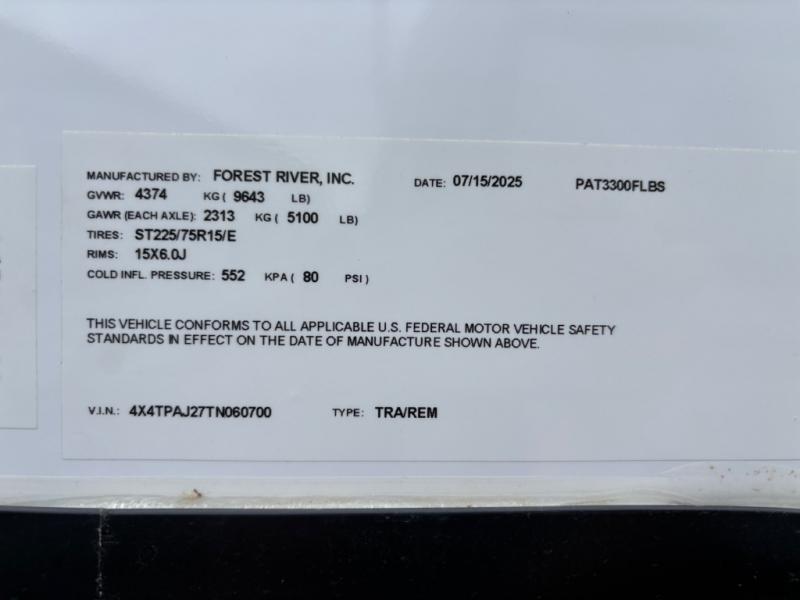 MANUFACTURED BY: FOREST RIVER, INC. DATE: 07/15/2025 PAT3300FLBS
GVWR: 4374 KG ( 9643 LB)
GAWR (EACH AXLE): 2313 KG ( 5100 LB)
TIRES: ST225/75R15/E
RIMS: 15X6.0J
COLD INFL. PRESSURE: 552 KPA ( 80 PSI )
THIS VEHICLE CONFORMS TO ALL APPLICABLE U.S. FEDERAL MOTOR VEHICLE SAFETY
STANDARDS IN EFFECT ON THE DATE OF MANUFACTURE SHOWN ABOVE.
V.I.N.: 4X4TPAJ27TN060700 TYPE: TRA/REM